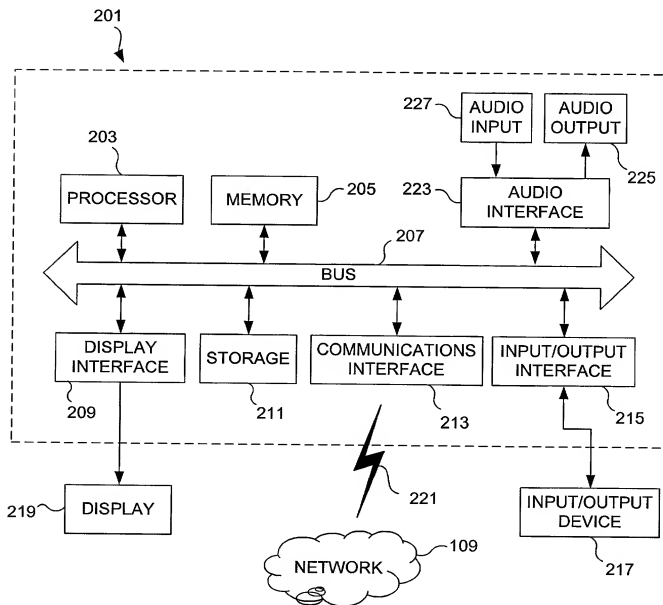 201
227
AUDIO
INPUT
AUDIO
OUTPUT
225
203
PROCESSOR
MEMORY
205
223
AUDIO
INTERFACE
207
BUS
DISPLAY
INTERFACE
209
STORAGE
211
COMMUNICATIONS
INTERFACE
213
INPUT/OUTPUT
INTERFACE
215
219
DISPLAY
221
INPUT/OUTPUT
DEVICE
217
NETWORK
109